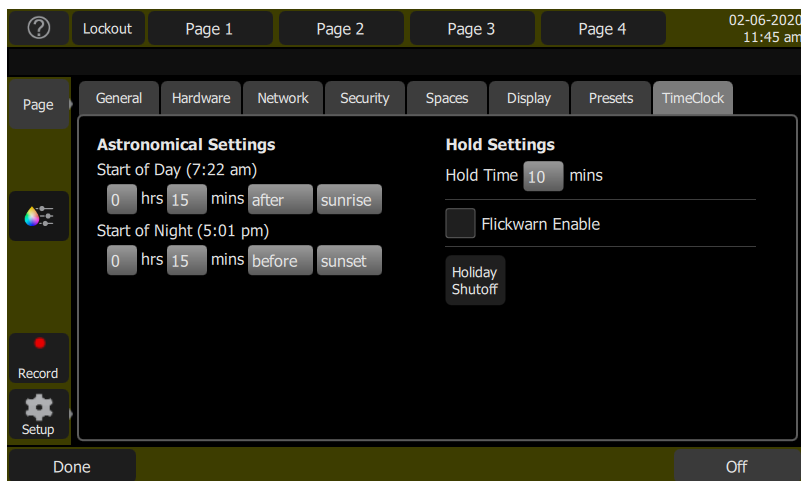 ? Lockout Page 1 Page 2 Page 3 Page 4 02-06-2020
11:45 am
Page General Hardware Network Security Spaces Display Presets TimeClock
Astronomical Settings
Start of Day (7:22 am)
0 hrs 15 mins after sunrise
Start of Night (5:01 pm)
0 hrs 15 mins before sunset
Hold Settings
Hold Time 10 mins
Flickwarn Enable
Holiday
Shutoff
Record
Setup
Done Off